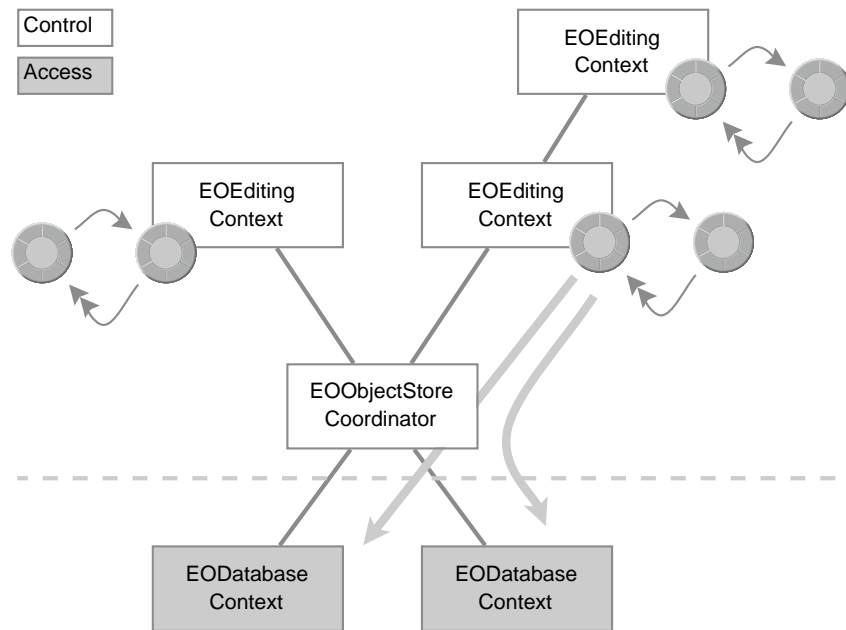 Control
Access
EOEditing
Context
EOEditing
Context
EOEditing
Context
EOObjectStore
Coordinator
EODatabase
Context
EODatabase
Context